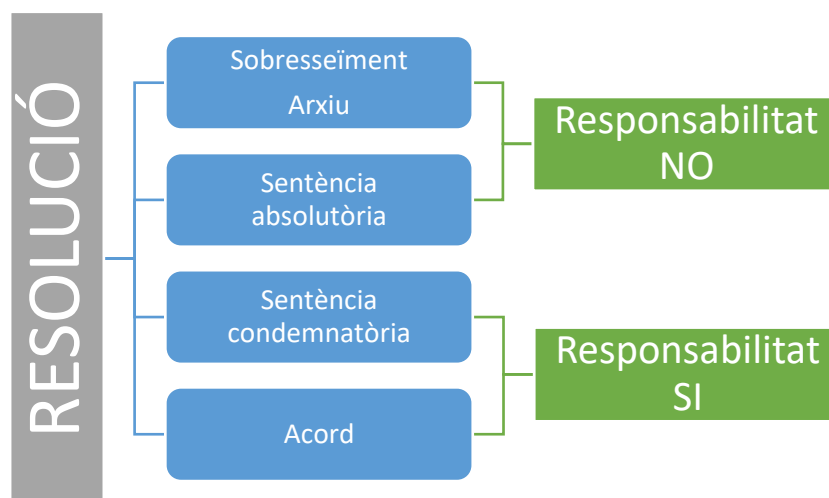 RESOLUCIÓ
Sobresseïment
Arxiu
Sentència
absolutòria
Sentència
condemnatòria
Acord
Responsabilitat
NO
Responsabilitat
SI